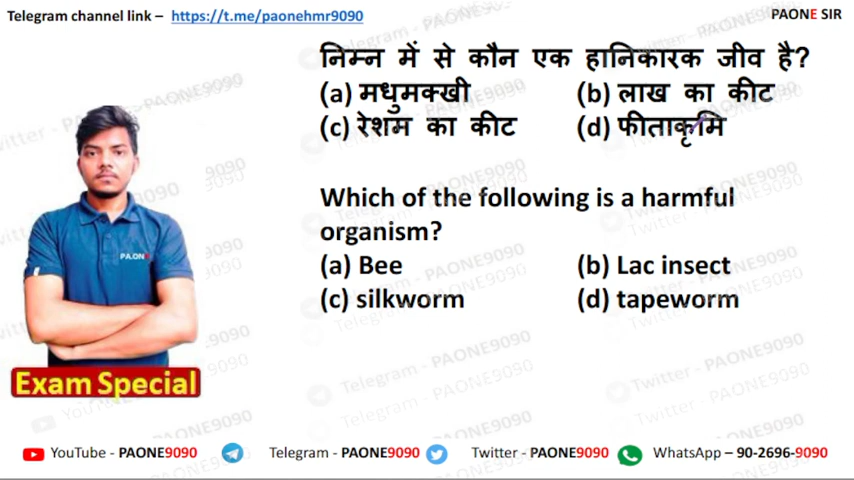 Telegram channel link – https://t.me/paonehmr9090
PAONE SIR
निम्न में से कौन एक हानिकारक जीव है?
(a) मधुमक्खी (b) लाख का कीट
(c) रेशम का कीट (d) फीताकृमि
Which of the following is a harmful
organism?
(a) Bee (b) Lac insect
(c) silkworm (d) tapeworm
PA.ONE
Exam Special
YouTube - PAONE9090 Telegram - PAONE9090 Twitter - PAONE9090 WhatsApp – 90-2696-9090
Telegram - PAONE9090
Twitter - PAONE9090